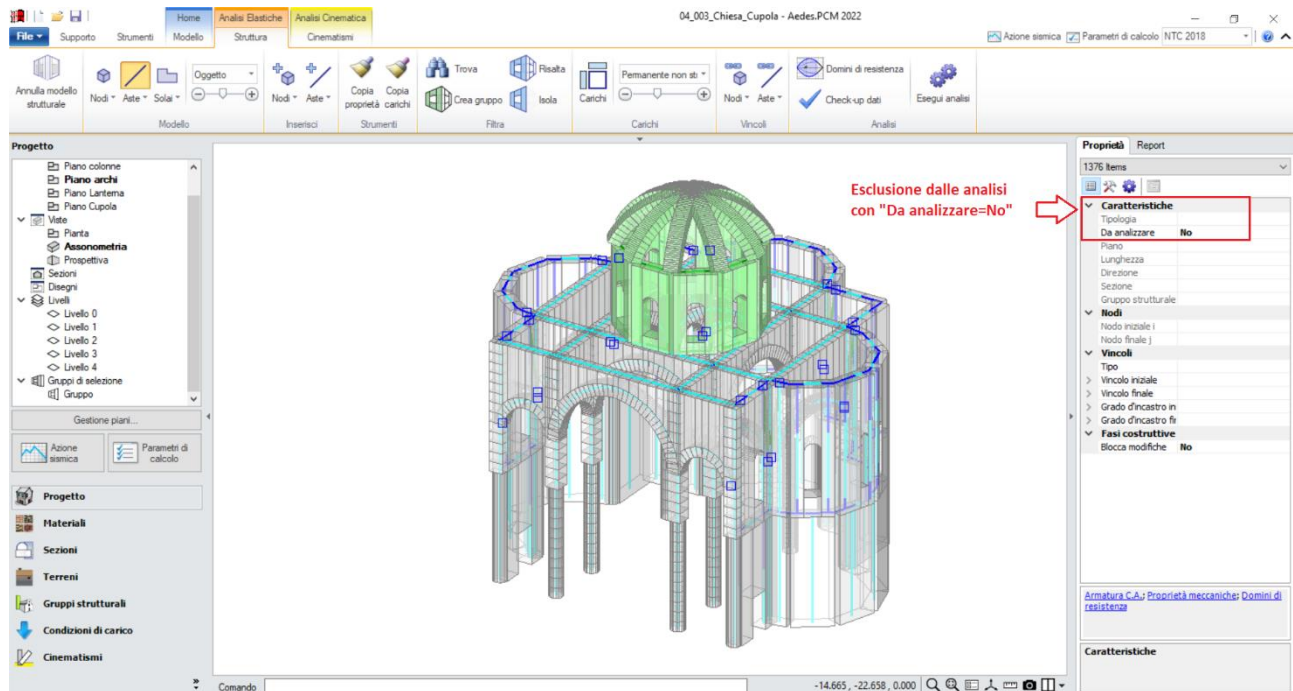 Home
Analisi Elastiche
Analisi Cinematica
04_003_Chiesa_Cupola - Aedes.PCM 2022
File
Supporto
Strumenti
Modello
Struttura
Cinematismi
Azione sismica
Parametri di calcolo
NTC 2018
Annulla modello
strutturale
Nodi
Aste
Solai
Oggetto
Modello
Nodi
Aste
Inserisci
Copia
proprietà
Copia
carichi
Strumenti
Trova
Risalta
Crea gruppo
Isola
Filtra
Carichi
Permanente non st
Carichi
Nodi
Aste
Vincoli
Domini di resistenza
Check-up dati
Esegui analisi
Analisi
Progetto
Piano colonne
Piano archi
Piano Lanterna
Piano Cupola
Viste
Pianta
Assonometria
Prospettiva
Sezioni
Disegni
Livelli
Livello 0
Livello 1
Livello 2
Livello 3
Livello 4
Gruppi di selezione
Gruppo
Gestione piani...
Azione
sismica
Parametri di
calcolo
Progetto
Materiali
Sezioni
Terreni
Gruppi strutturali
Condizioni di carico
Cinematismi
Esclusione dalle analisi
con "Da analizzare=No"
Proprietà Report
1376 Items
Caratteristiche
Tipologia
Da analizzare No
Piano
Lunghezza
Direzione
Sezione
Gruppo strutturale
Nodi
Nodo iniziale i
Nodo finale j
Vincoli
Tipo
Vincolo iniziale
Vincolo finale
Grado d'incastro in
Grado d'incastro fir
Fasi costruttive
Blocca modifiche No
Armatura C.A.; Proprietà meccaniche; Domini di
resistenza
Caratteristiche
Comando
-14.665 , -22.658 , 0.000